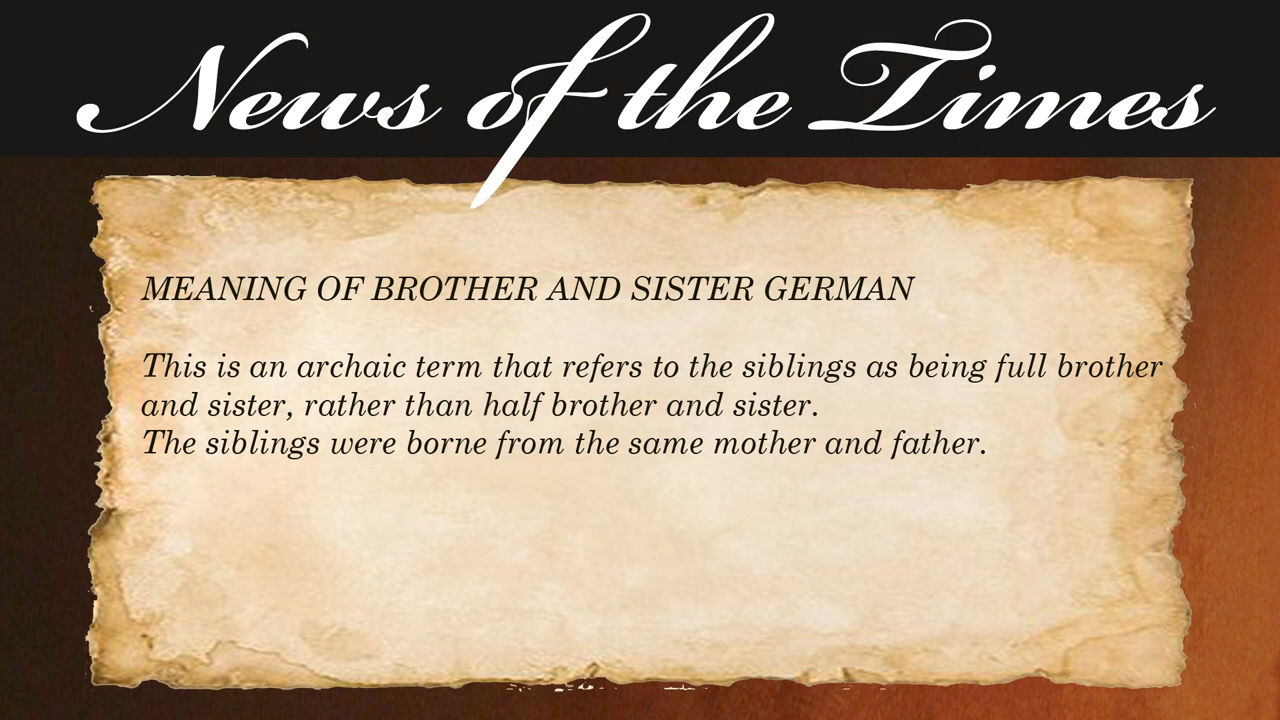 News of the Times
MEANING OF BROTHER AND SISTER GERMAN
This is an archaic term that refers to the siblings as being full brother
and sister, rather than half brother and sister.
The siblings were borne from the same mother and father.